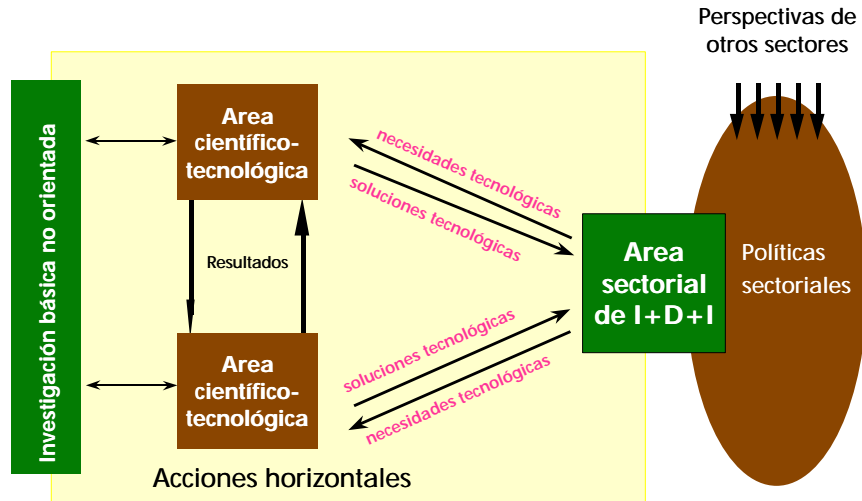 Perspectivas de
otros sectores
Investigación básica no orientada
Area
científico-
tecnológica
necesidades tecnológicas
soluciones tecnológicas
Resultados
Area
sectorial
de I+D+I
Políticas
sectoriales
Area
científico-
tecnológica
soluciones tecnológicas
necesidades tecnológicas
Acciones horizontales